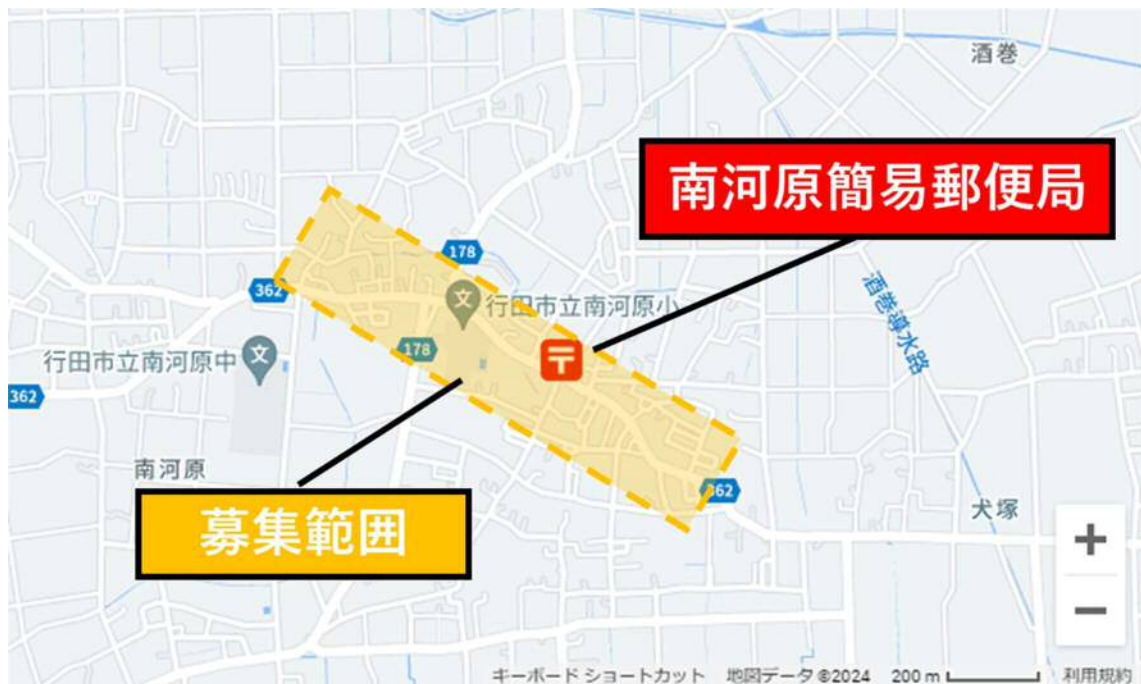 酒巻
南河原簡易郵便局
178
362
行田市立南河原小
酒巻導水路
178
行田市立南河原中
文
文
〒
362
南河原
362
募集範囲
犬塚
+
−
キーボード ショートカット
地図データ ©2024
200 m
利用規約